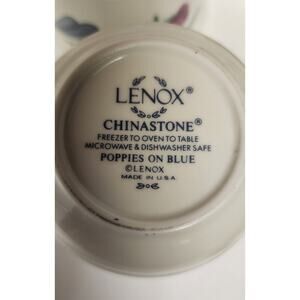 LENOX®
CHINASTONE®
FREEZER TO OVEN TO TABLE
MICROWAVE & DISHWASHER SAFE
POPPIES ON BLUE
©LENOX
MADE IN U.S.A.